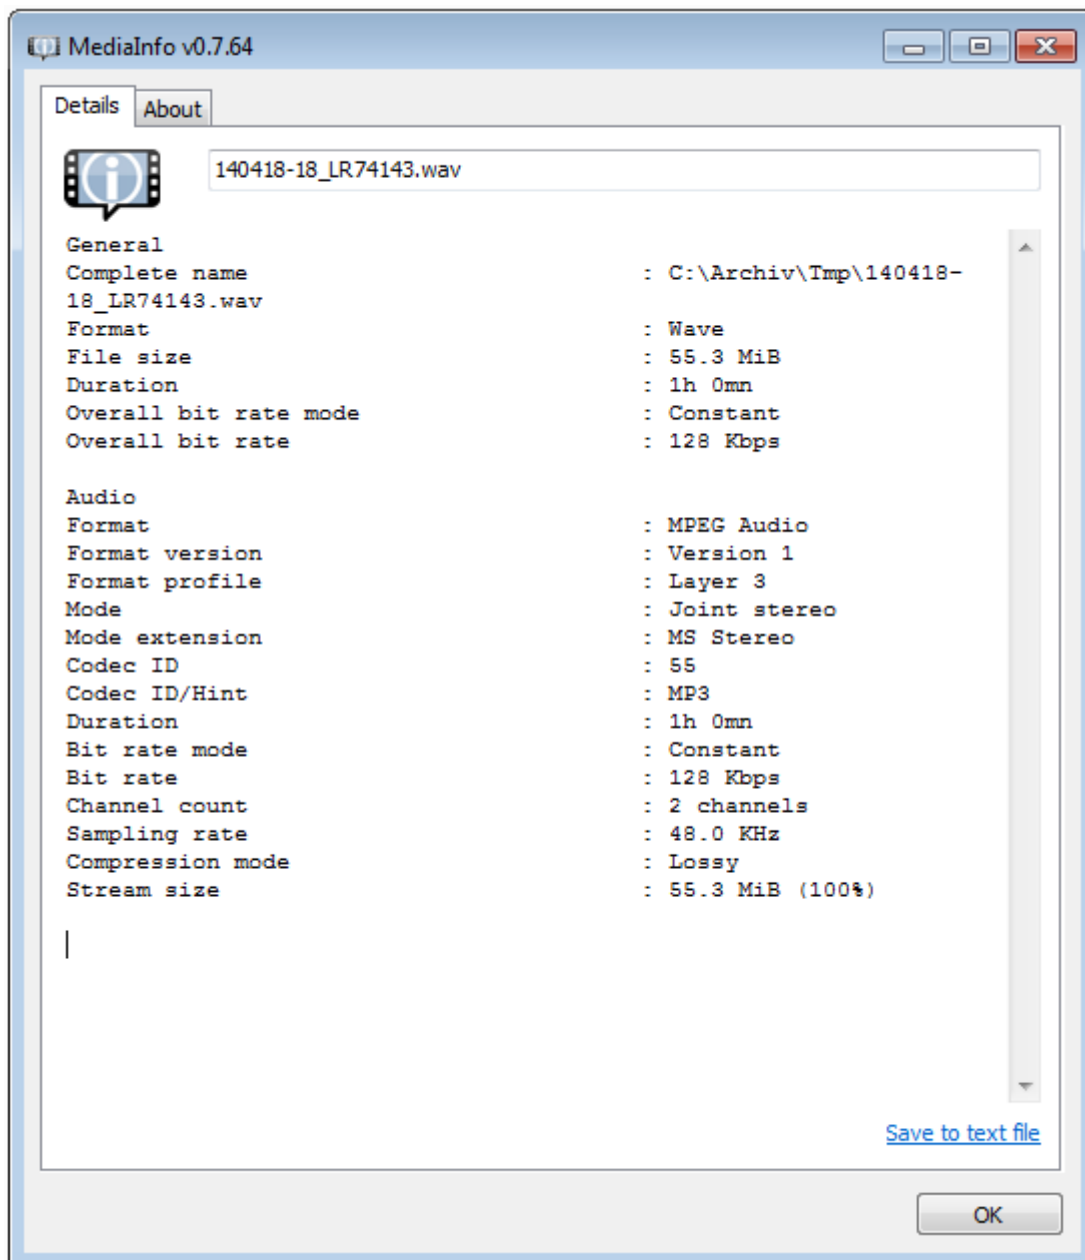 MediaInfo v0.7.64
Details
About
140418-18_LR74143.wav
General
Complete name : C:\Archiv\Tmp\140418-
18_LR74143.wav
Format : Wave
File size : 55.3 MiB
Duration : 1h 0mn
Overall bit rate mode : Constant
Overall bit rate : 128 Kbps
Audio
Format : MPEG Audio
Format version : Version 1
Format profile : Layer 3
Mode : Joint stereo
Mode extension : MS Stereo
Codec ID : 55
Codec ID/Hint : MP3
Duration : 1h 0mn
Bit rate mode : Constant
Bit rate : 128 Kbps
Channel count : 2 channels
Sampling rate : 48.0 KHz
Compression mode : Lossy
Stream size : 55.3 MiB (100%)
Save to text file
OK